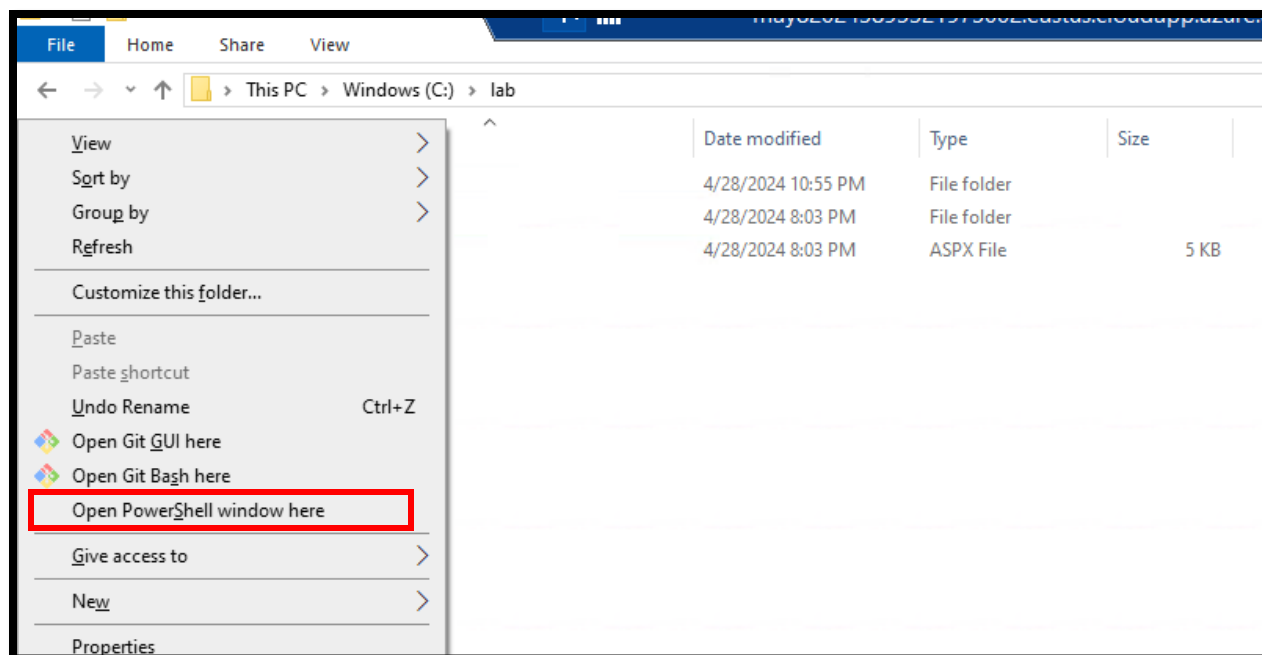 File Home Share View
This PC > Windows (C:) > lab
Date modified Type Size
4/28/2024 10:55 PM File folder
4/28/2024 8:03 PM File folder
4/28/2024 8:03 PM ASPX File 5 KB
View
Sort by
Group by
Refresh
Customize this folder...
Paste
Paste shortcut
Undo Rename Ctrl+Z
Open Git GUI here
Open Git Bash here
Open PowerShell window here
Give access to
New
Properties